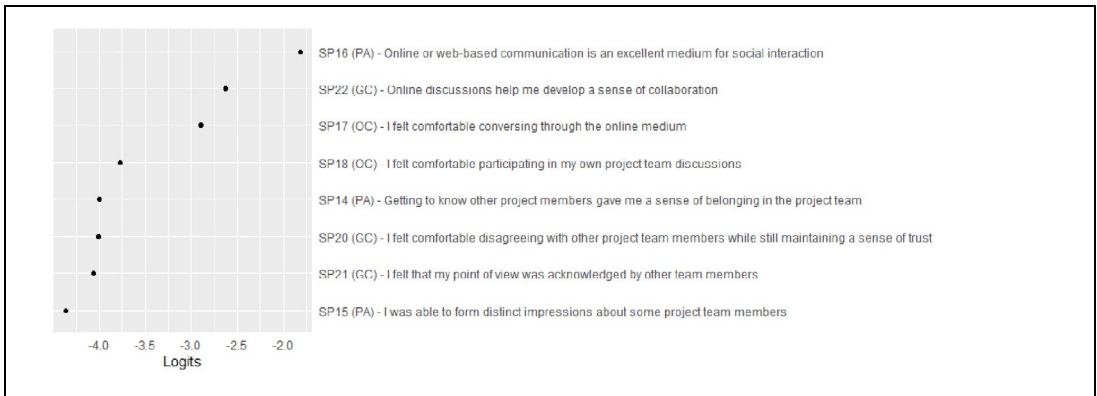 SP16 (PA) - Online or web-based communication is an excellent medium for social interaction
SP22 (GC) - Online discussions help me develop a sense of collaboration
SP17 (OC) - I felt comfortable conversing through the online medium
SP18 (OC) - I felt comfortable participating in my own project team discussions
SP14 (PA) - Getting to know other project members gave me a sense of belonging in the project team
SP20 (GC) - I felt comfortable disagreeing with other project team members while still maintaining a sense of trust
SP21 (GC) - I felt that my point of view was acknowledged by other team members
SP15 (PA) - I was able to form distinct impressions about some project team members
-4.0 -3.5 -3.0 -2.5 -2.0
Logits